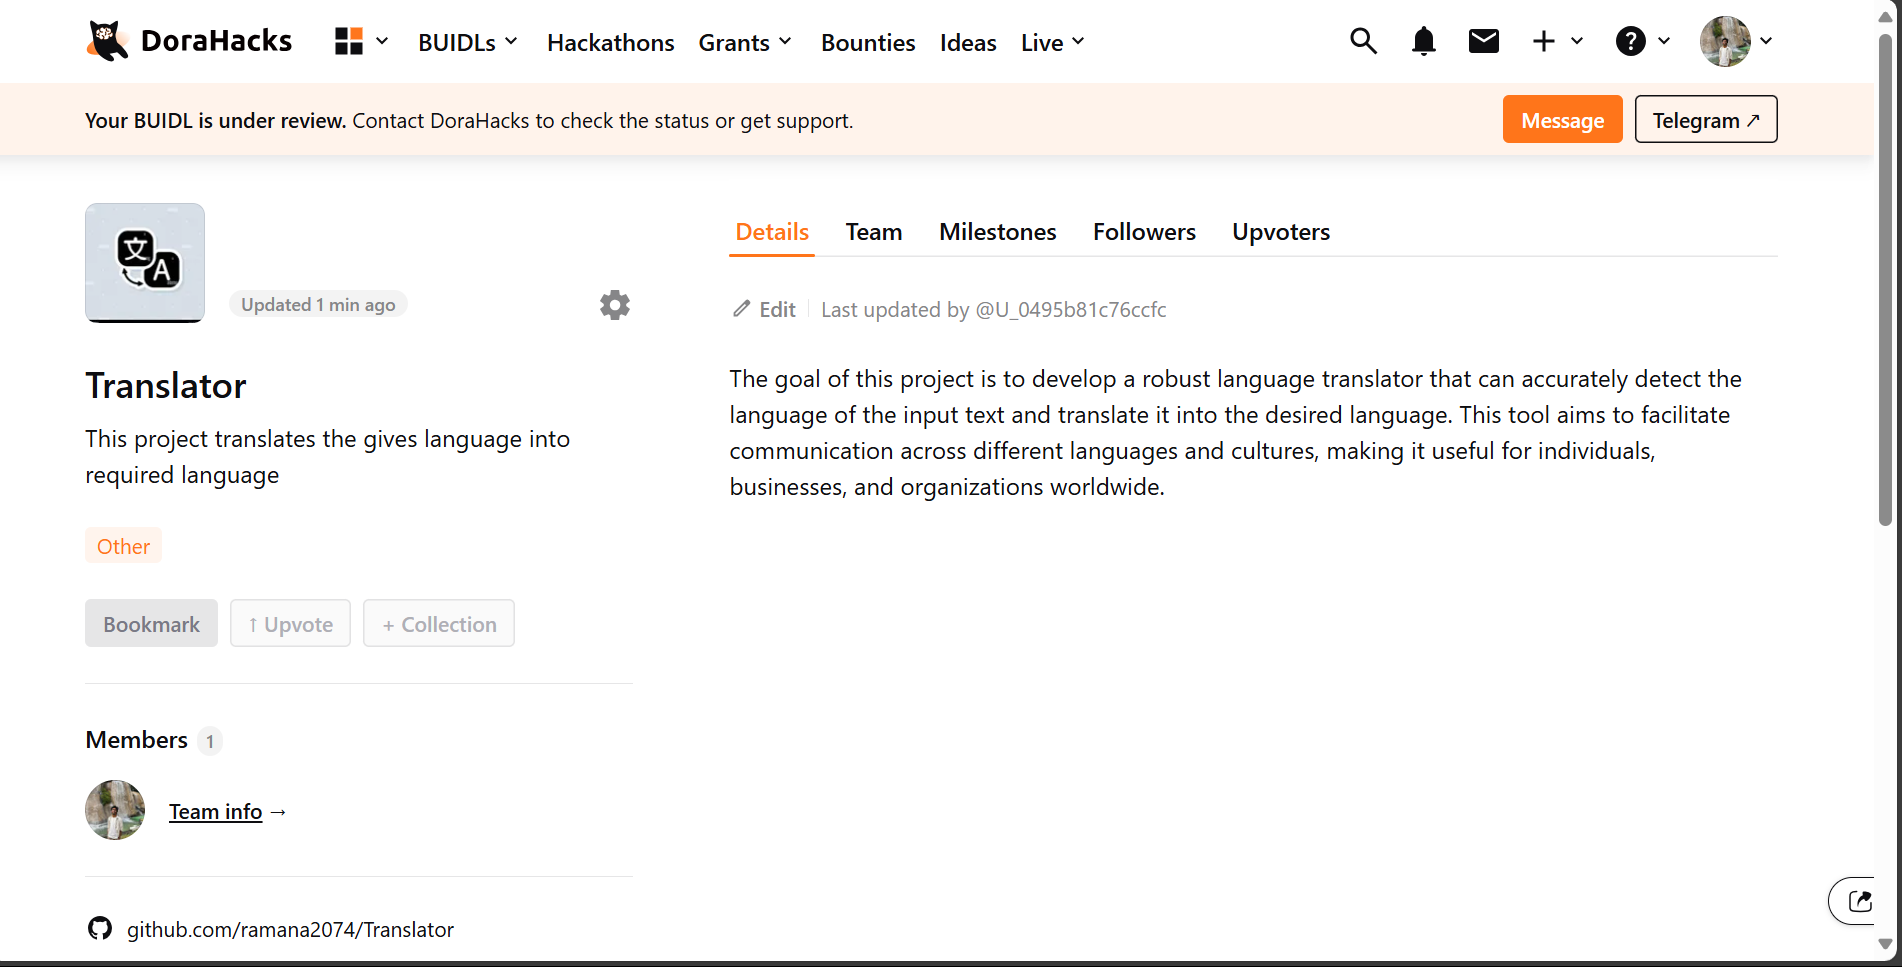 DoraHacks
BUIDLs
Hackathons
Grants
Bounties
Ideas
Live
Your BUIDL is under review. Contact DoraHacks to check the status or get support.
Message
Telegram ↗
文
A
Updated 1 min ago
Translator
This project translates the gives language into
required language
Other
Bookmark
↑ Upvote
+ Collection
Members 1
Team info →
github.com/ramana2074/Translator
Details
Team
Milestones
Followers
Upvoters
Edit
Last updated by @U_0495b81c76ccfc
The goal of this project is to develop a robust language translator that can accurately detect the
language of the input text and translate it into the desired language. This tool aims to facilitate
communication across different languages and cultures, making it useful for individuals,
businesses, and organizations worldwide.